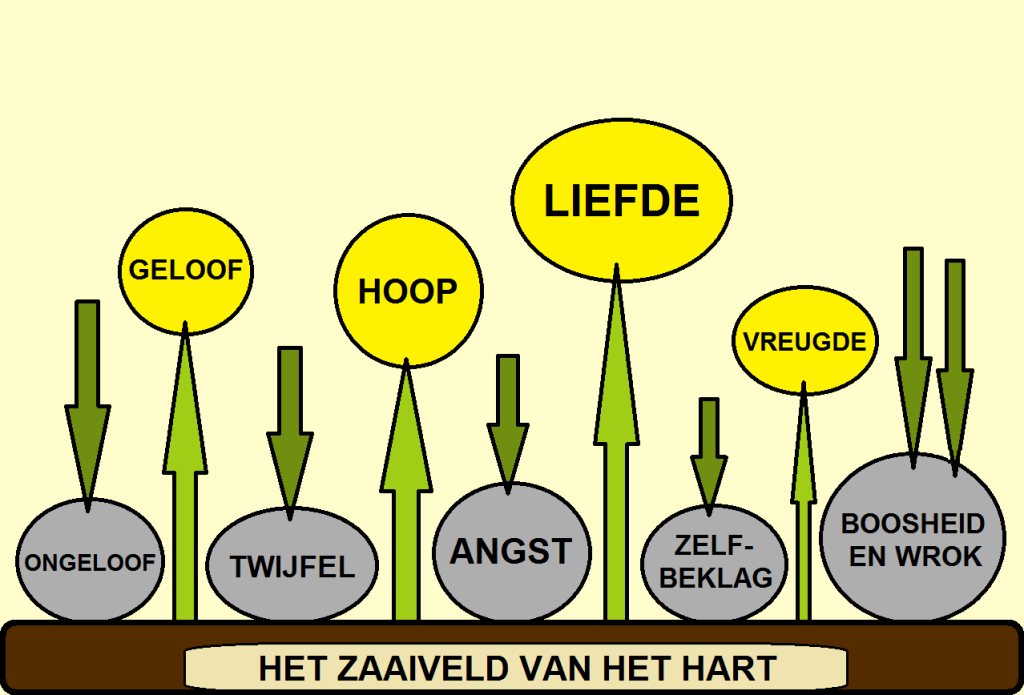 LIEFDE
GELOOF
HOOP
VREUGDE
ONGELOOF
TWIJFEL
ANGST
ZELF-
BEKLAG
BOOSHEID
EN WROK
HET ZAAIVELD VAN HET HART